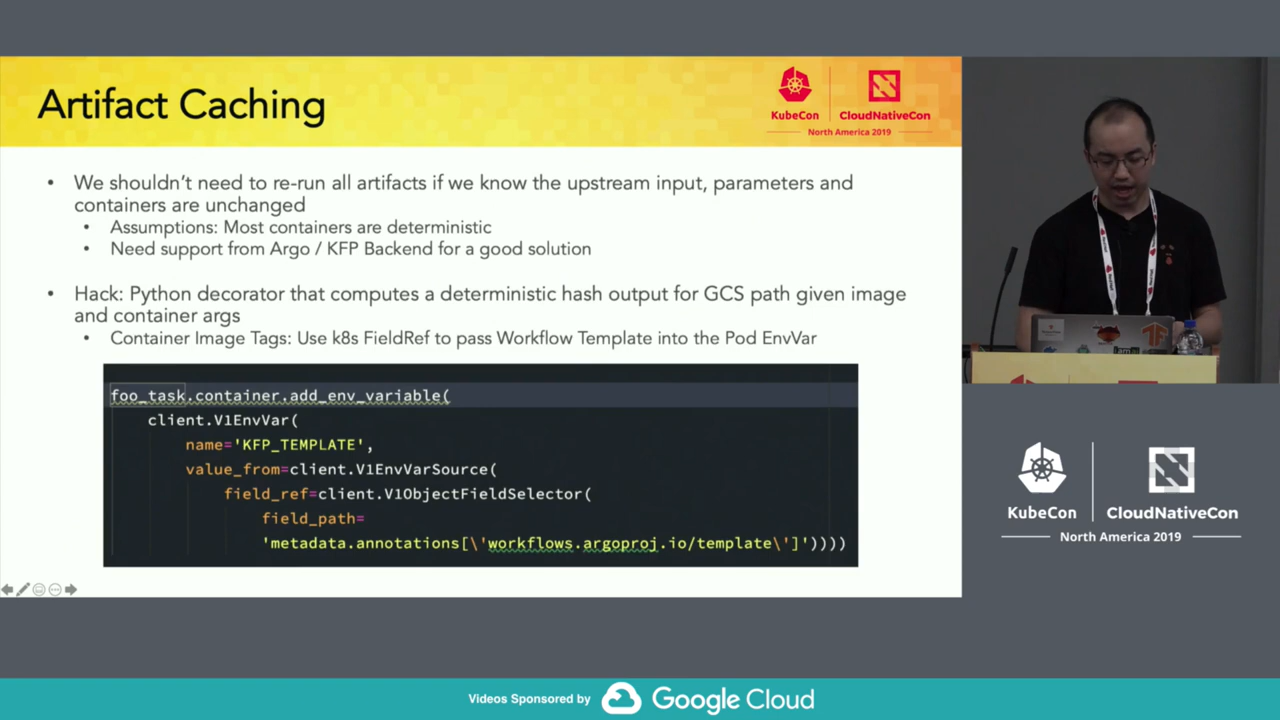 Artifact Caching
KubeCon
CloudNativeCon
North America 2019
• We shouldn't need to re-run all artifacts if we know the upstream input, parameters and
containers are unchanged
• Assumptions: Most containers are deterministic
• Need support from Argo / KFP Backend for a good solution
• Hack: Python decorator that computes a deterministic hash output for GCS path given image
and container args
• Container Image Tags: Use k8s FieldRef to pass Workflow Template into the Pod EnvVar
foo_task.container.add_env_variable(
client.V1EnvVar(
name='KFP_TEMPLATE',
value_from=client.V1EnvVarSource(
field_ref=client.V1ObjectFieldSelector(
field_path=
'metadata.annotations[\'workflows.argoproj.io/template\']'))))
KubeCon
CloudNativeCon
North America 2019
Videos Sponsored by
Google Cloud